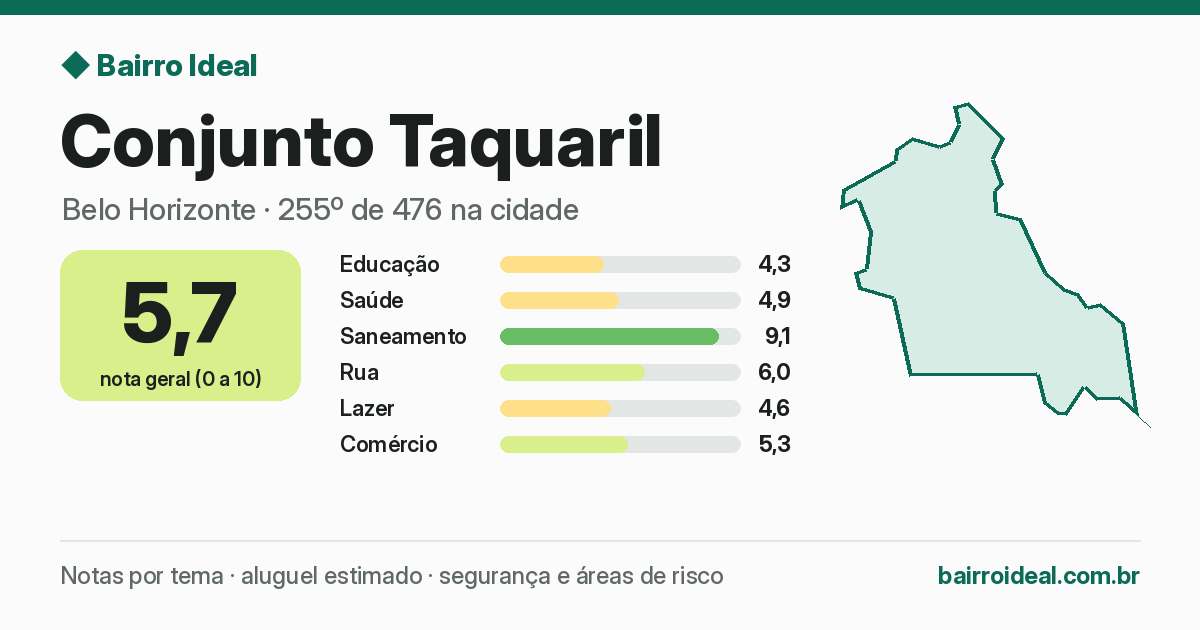 Bairro Ideal
Conjunto Taquaril
Belo Horizonte · 255º de 476 na cidade
5,7
nota geral (0 a 10)
Educação 4,3
Saúde 4,9
Saneamento 9,1
Rua 6,0
Lazer 4,6
Comércio 5,3
Notas por tema · aluguel estimado · segurança e áreas de risco
bairroideal.com.br